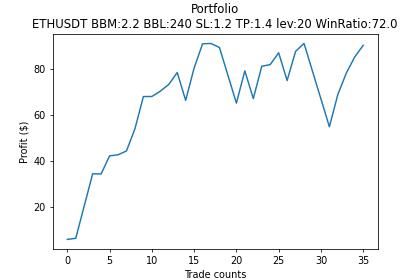 Portfolio
ETHUSDT BBM:2.2 BBL:240 SL:1.2 TP:1.4 lev:20 WinRatio:72.0
80
60
40
20
Profit ($)
0 5 10 15 20 25 30 35
Trade counts